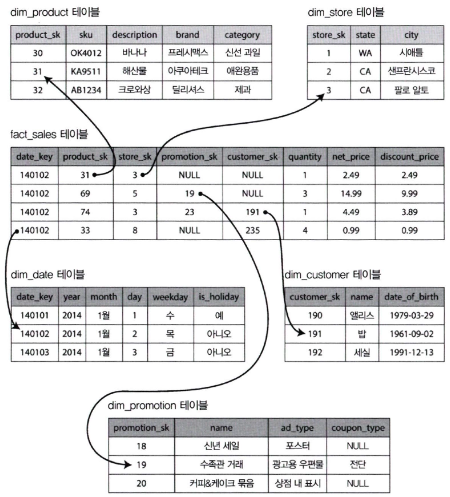 dim_product 테이블
product_sk sku description brand category
30 OK4012 바나나 프레시맥스 신선 과일
31 KA9511 해산물 아쿠아테크 애완용품
32 AB1234 크로와상 딜리셔스 제과
dim_store 테이블
store_sk state city
1 WA 시애틀
2 CA 샌프란시스코
3 CA 팔로 알토
fact_sales 테이블
date_key product_sk store_sk promotion_sk customer_sk quantity net_price discount_price
140102 31 3 NULL NULL 1 2.49 2.49
140102 69 5 19 NULL 3 14.99 9.99
140102 74 3 23 191 1 4.49 3.89
140102 33 8 NULL 235 4 0.99 0.99
dim_date 테이블
date_key year month day weekday is_holiday
140101 2014 1월 1 수 예
140102 2014 1월 2 목 아니오
140103 2014 1월 3 금 아니오
dim_customer 테이블
customer_sk name date_of_birth
190 앨리스 1979-03-29
191 밥 1961-09-02
192 세실 1991-12-13
dim_promotion 테이블
promotion_sk name ad_type coupon_type
18 신년 세일 포스터 NULL
19 수족관 거래 광고용 우편물 전단
20 커피&케이크 묶음 상점 내 표시 NULL